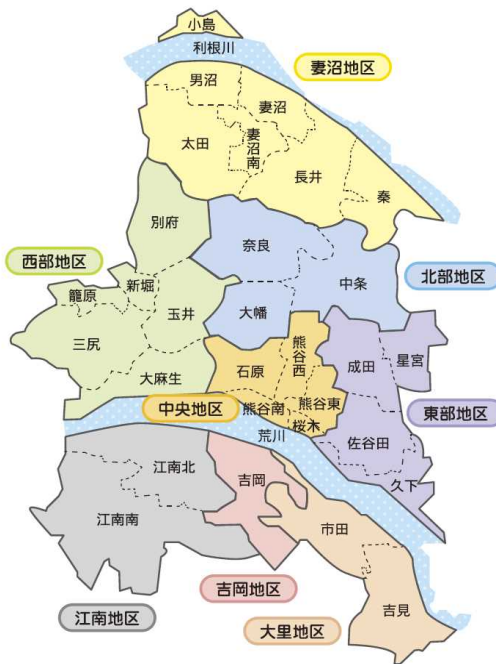 小島
利根川
妻沼地区
男沼
妻沼
太田
妻沼南
長井
秦
別府
奈良
西部地区
中条
北部地区
籠原
新堀
玉井
大幡
三尻
熊谷西
石原
成田
星宮
大麻生
中央地区
熊谷南
熊谷東
桜木
東部地区
荒川
佐谷田
久下
江南北
吉岡
江南南
市田
吉岡地区
吉見
江南地区
大里地区